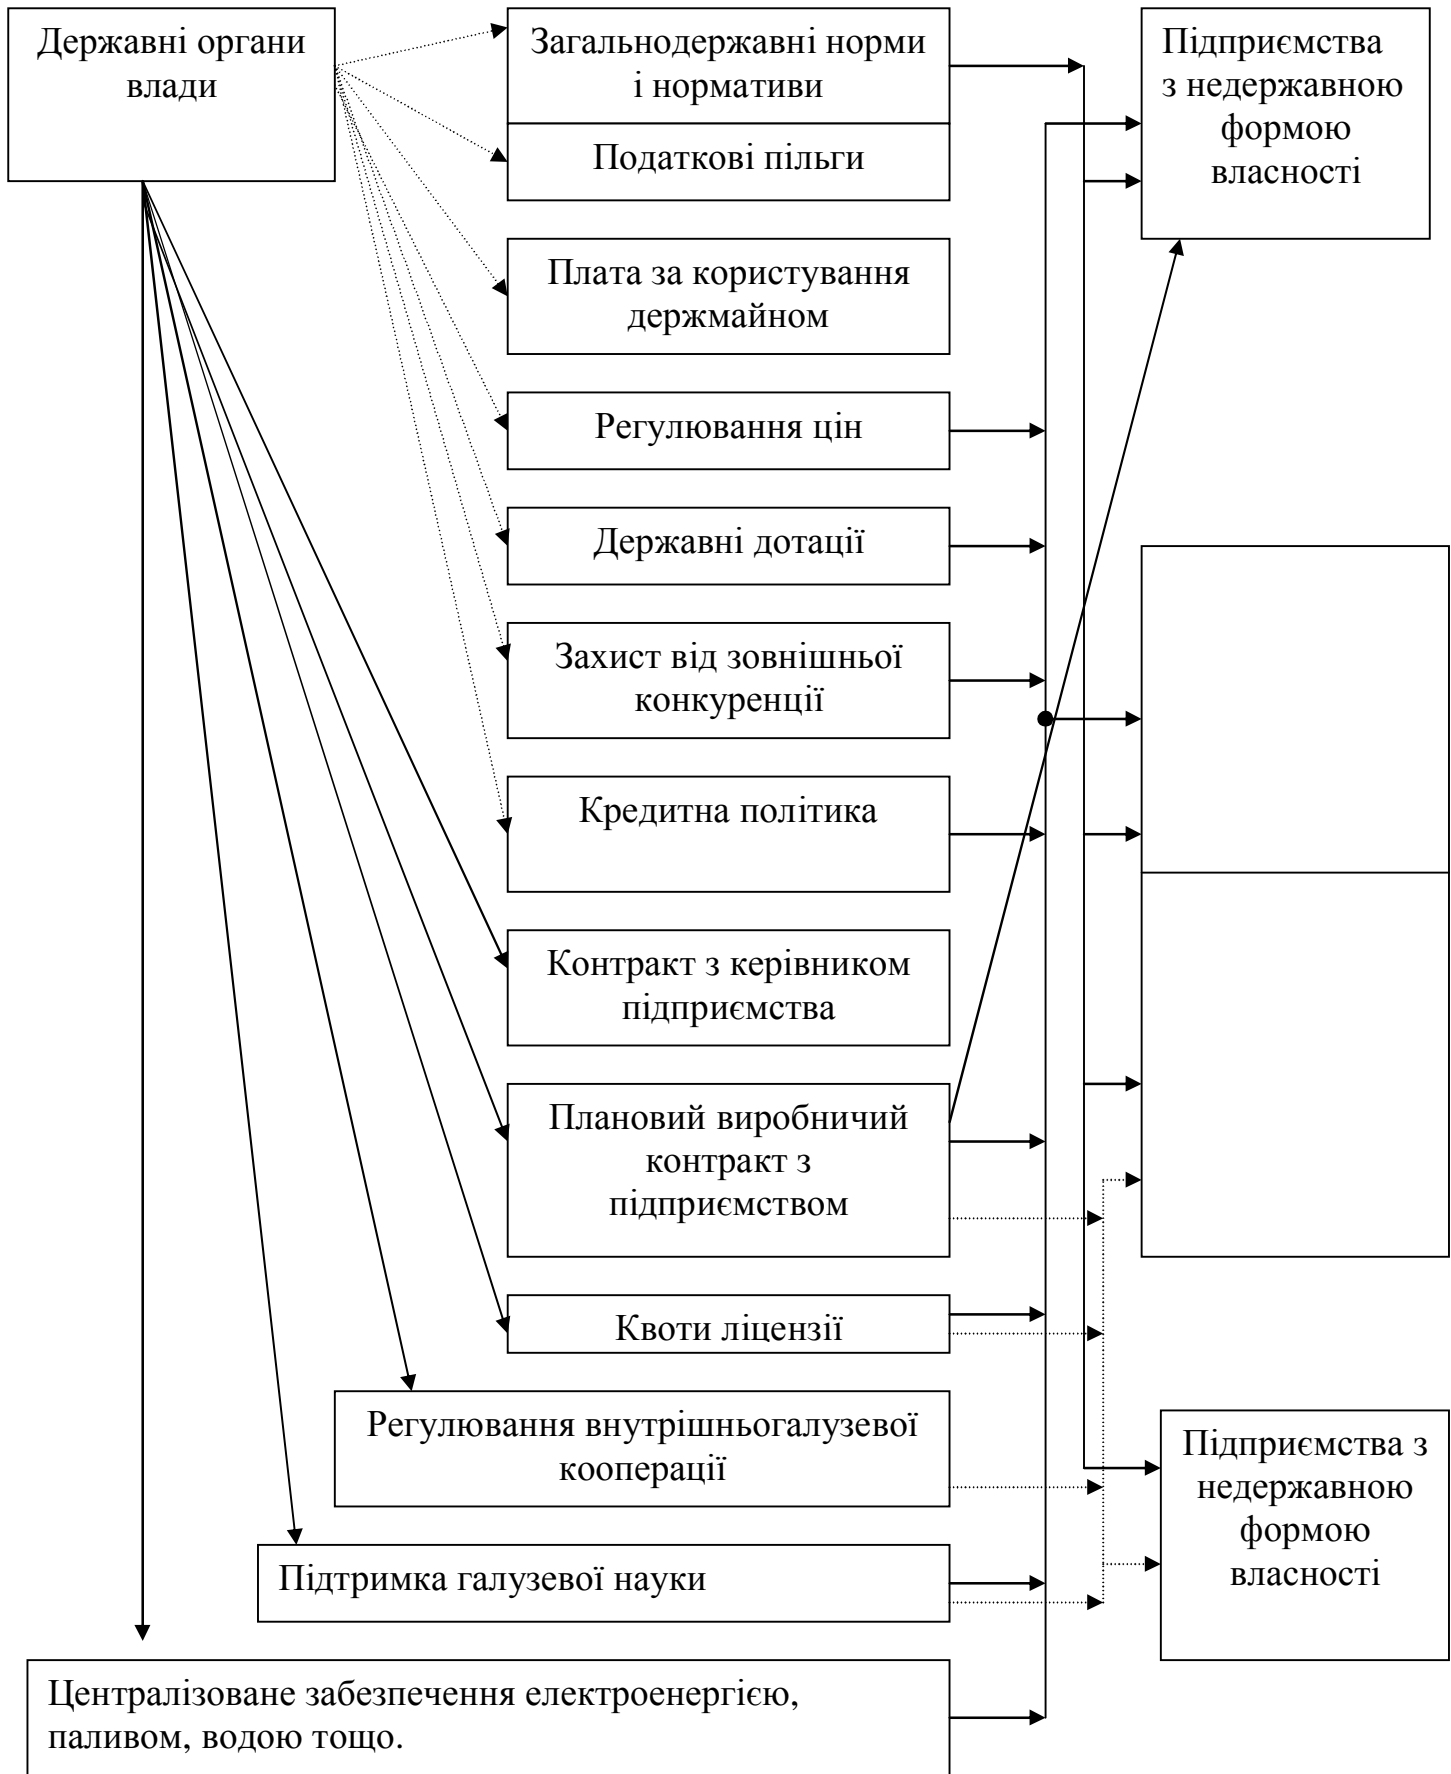 Державні органи
влади
Загальнодержавні норми
і нормативи
Податкові пільги
Плата за користування
держмайном
Регулювання цін
Державні дотації
Захист від зовнішньої
конкуренції
Кредитна політика
Контракт з керівником
підприємства
Плановий виробничий
контракт з
підприємством
Квоти ліцензії
Регулювання внутрішньогалузевої
кооперації
Підтримка галузевої науки
Централізоване забезпечення електроенергією,
паливом, водою тощо.
Підприємства
з недержавною
формою
власності
Підприємства з
недержавною
формою
власності